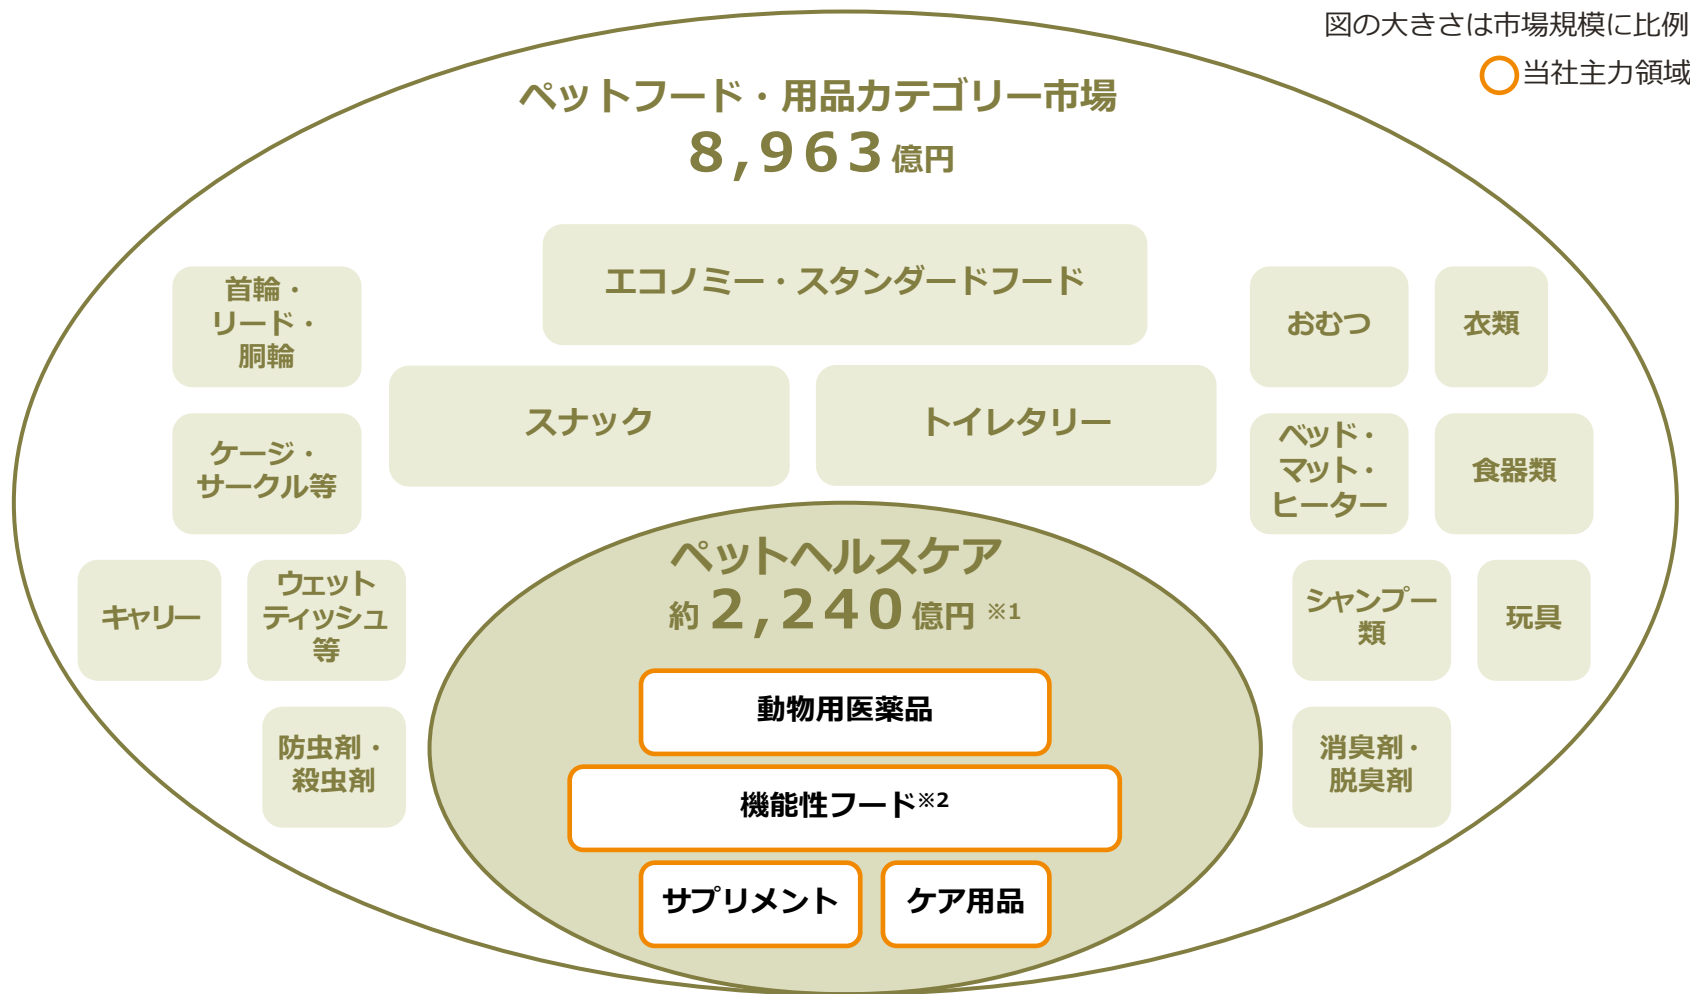 図の大きさは市場規模に比例
当社主力領域
ペットフード・用品カテゴリー市場
8,963億円
エコノミー・スタンダードフード
首輪・
リード・
胴輪
おむつ
衣類
スナック
トイレタリー
ケージ・
サークル等
ベッド・
マット・
ヒーター
食器類
ペットヘルスケア
約2,240億円 ※1
キャリー
ウェット
ティッシュ
等
シャンプー
類
玩具
動物用医薬品
防虫剤・
殺虫剤
消臭剤・
脱臭剤
機能性フード※2
サプリメント
ケア用品